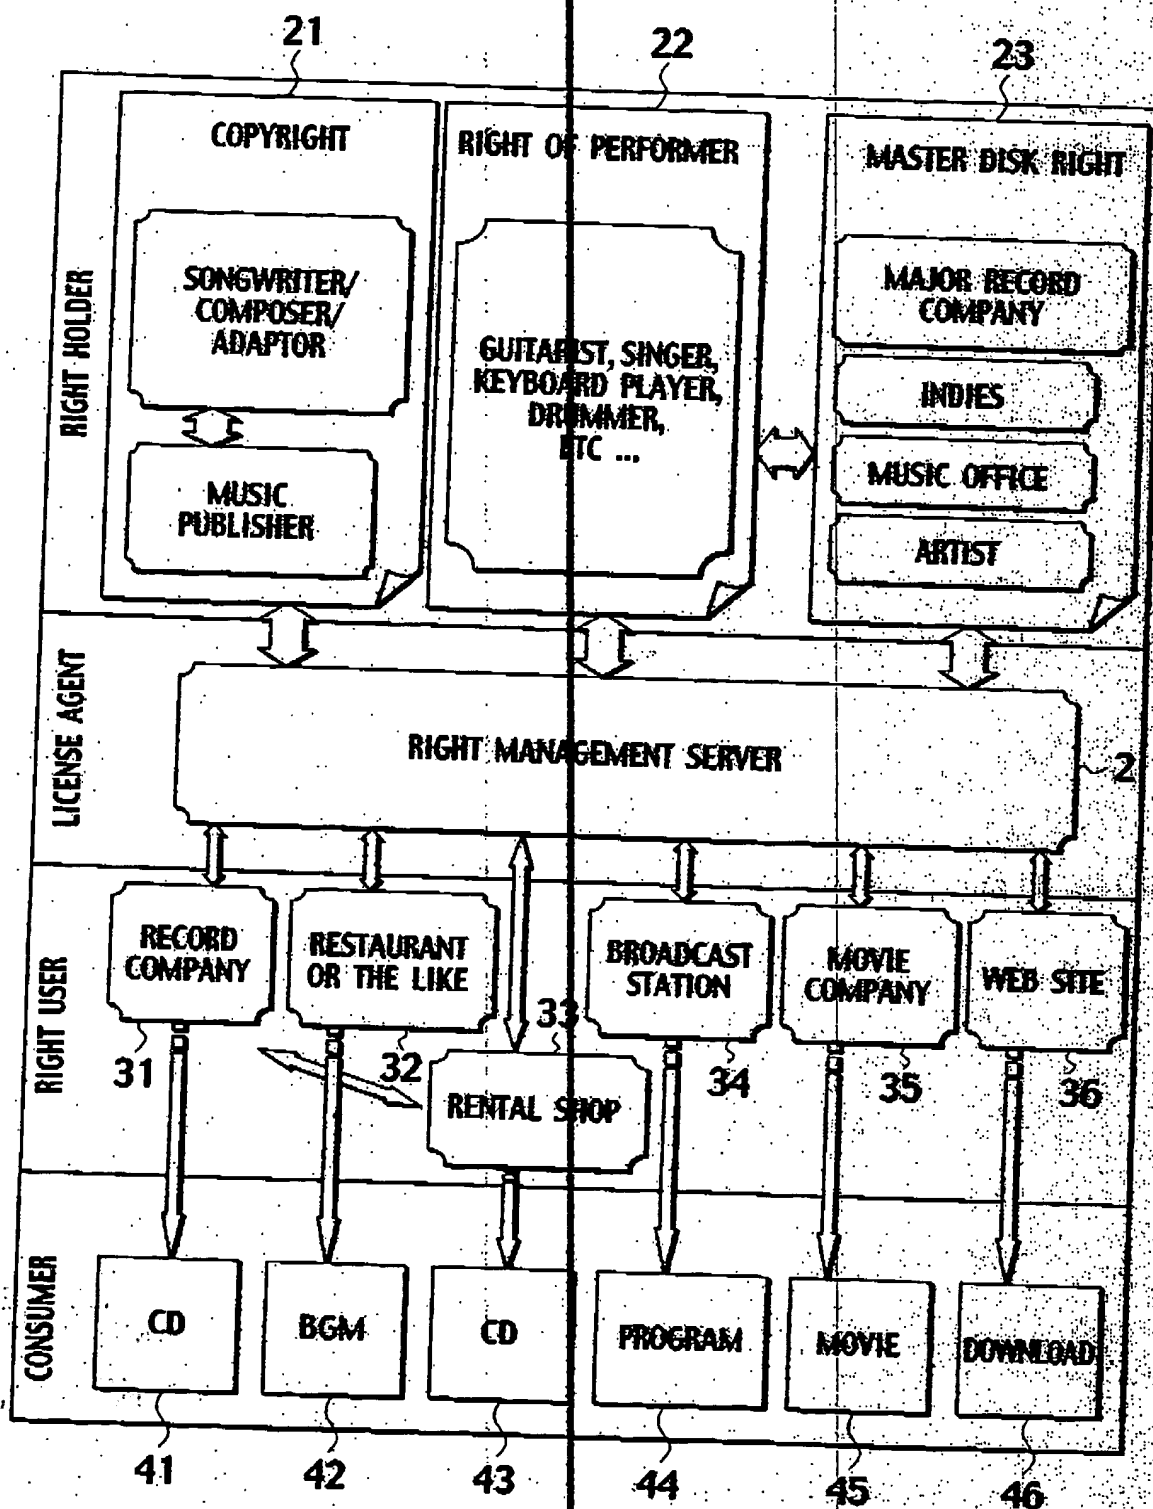 21
22
23
RIGHT HOLDER
COPYRIGHT
SONGWRITER/
COMPOSER/
ADAPTOR
MUSIC
PUBLISHER
RIGHT OF PERFORMER
GUITARIST, SINGER,
KEYBOARD PLAYER,
DRUMMER,
ETC ...
MASTER DISK RIGHT
MAJOR RECORD
COMPANY
INDIES
MUSIC OFFICE
ARTIST
LICENSE AGENT
RIGHT MANAGEMENT SERVER
2
RIGHT USER
RECORD
COMPANY
31
RESTAURANT
OR THE LIKE
32
33
RENTAL SHOP
BROADCAST
STATION
34
MOVIE
COMPANY
35
WEB SITE
36
CONSUMER
CD
BGM
CD
PROGRAM
MOVIE
DOWNLOAD
41
42
43
44
45
46